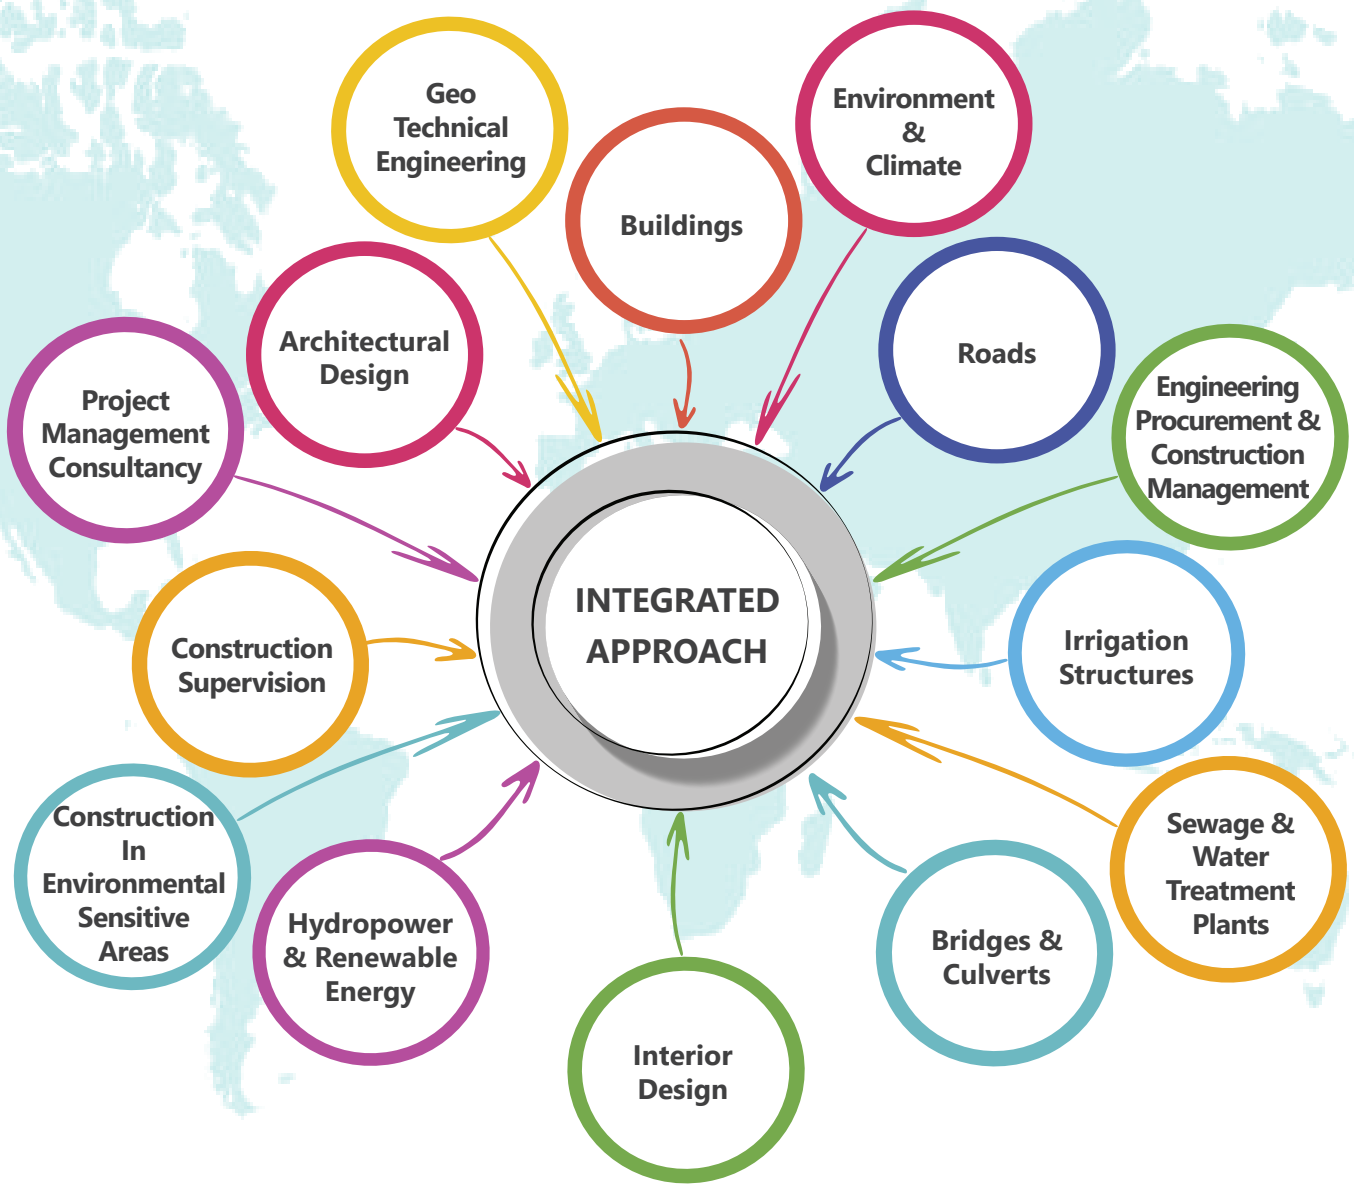 Geo
Technical
Engineering
Environment
&
Climate
Buildings
Architectural
Design
Roads
Project
Management
Consultancy
Engineering
Procurement &
Construction
Management
INTEGRATED
APPROACH
Construction
Supervision
Irrigation
Structures
Construction
In
Environmental
Sensitive
Areas
Sewage &
Water
Treatment
Plants
Hydropower
& Renewable
Energy
Bridges &
Culverts
Interior
Design